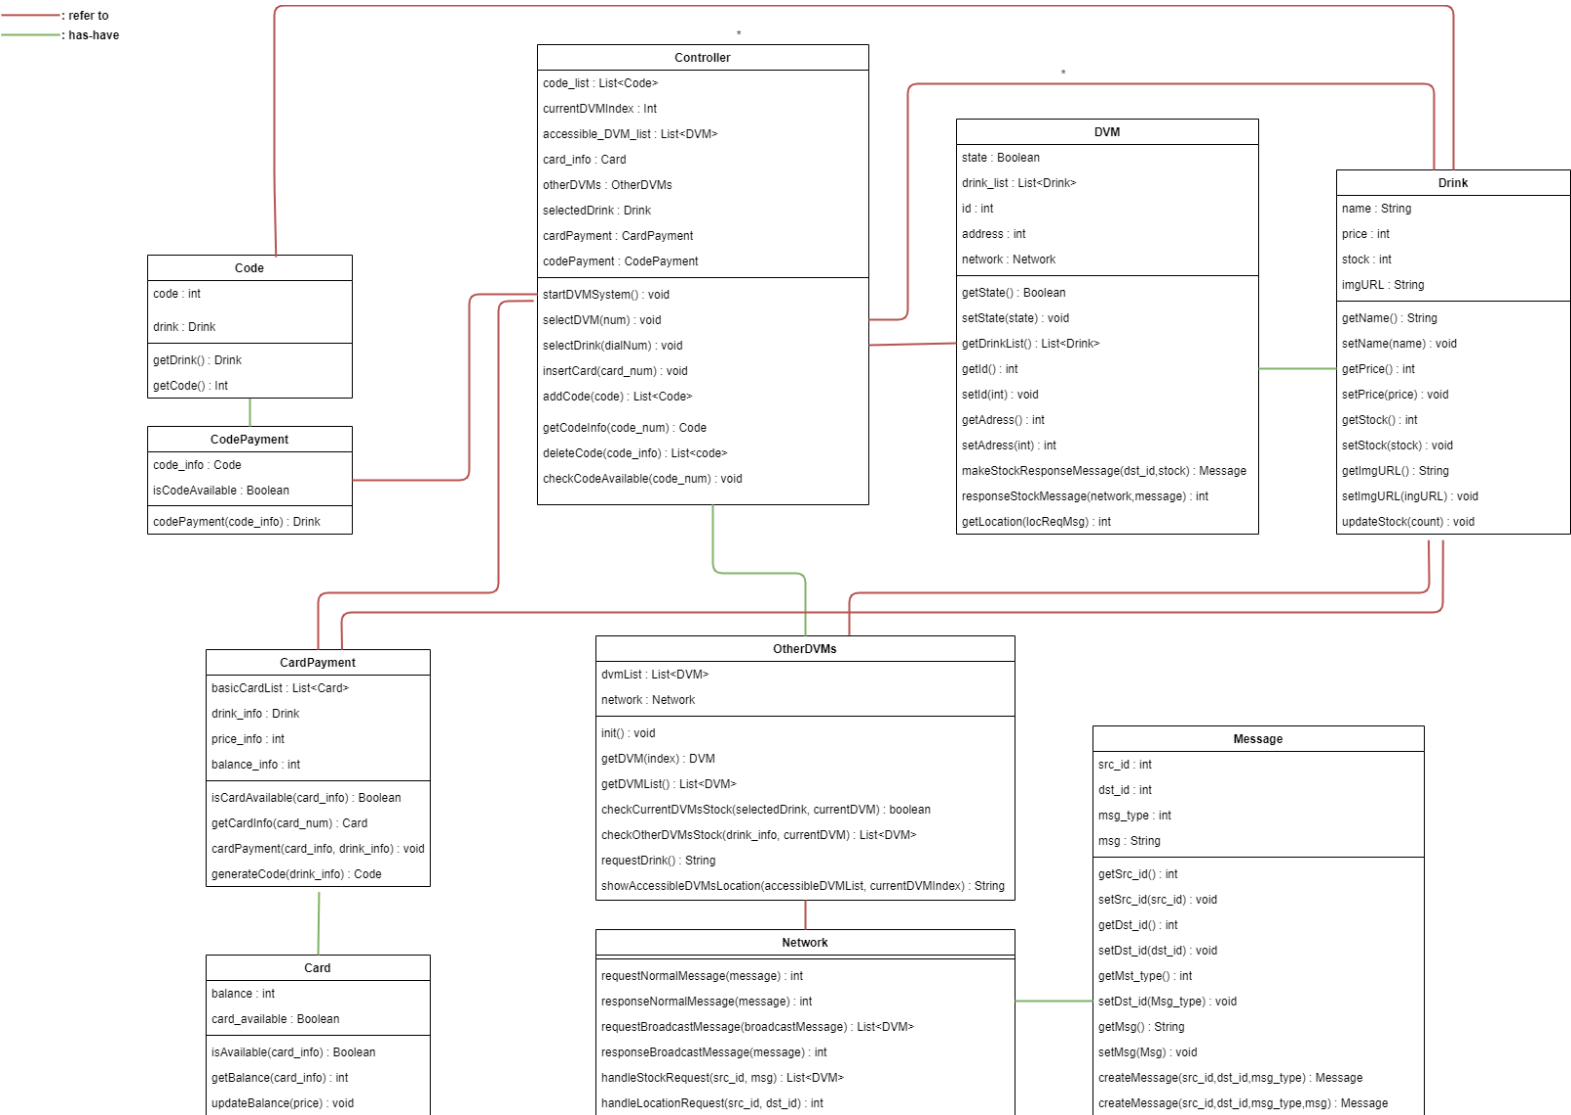 : refer to
: has-have
*
*
Controller
code_list : List<Code>
currentDVMIndex : Int
accessible_DVM_list : List<DVM>
card_info : Card
otherDVMs : OtherDVMs
selectedDrink : Drink
cardPayment : CardPayment
codePayment : CodePayment
startDVMSystem() : void
selectDVM(num) : void
selectDrink(dialNum) : void
insertCard(card_num) : void
addCode(code) : List<Code>
getCodeInfo(code_num) : Code
deleteCode(code_info) : List<code>
checkCodeAvailable(code_num) : void
DVM
state : Boolean
drink_list : List<Drink>
id : int
address : int
network : Network
getState() : Boolean
setState(state) : void
getDrinkList() : List<Drink>
getId() : int
setId(int) : void
getAdress() : int
setAdress(int) : int
makeStockResponseMessage(dst_id,stock) : Message
responseStockMessage(network,message) : int
getLocation(locReqMsg) : int
Drink
name : String
price : int
stock : int
imgURL : String
getName() : String
setName(name) : void
getPrice() : int
setPrice(price) : void
getStock() : int
setStock(stock) : void
getImgURL() : String
setImgURL(ingURL) : void
updateStock(count) : void
Code
code : int
drink : Drink
getDrink() : Drink
getCode() : Int
CodePayment
code_info : Code
isCodeAvailable : Boolean
codePayment(code_info) : Drink
CardPayment
basicCardList : List<Card>
drink_info : Drink
price_info : int
balance_info : int
isCardAvailable(card_info) : Boolean
getCardInfo(card_num) : Card
cardPayment(card_info, drink_info) : void
generateCode(drink_info) : Code
OtherDVMs
dvmList : List<DVM>
network : Network
init() : void
getDVM(index) : DVM
getDVMList() : List<DVM>
checkCurrentDVMsStock(selectedDrink, currentDVM) : boolean
checkOtherDVMsStock(drink_info, currentDVM) : List<DVM>
requestDrink() : String
showAccessibleDVMsLocation(accessibleDVMList, currentDVMIndex) : String
Message
src_id : int
dst_id : int
msg_type : int
msg : String
getSrc_id() : int
setSrc_id(src_id) : void
getDst_id() : int
setDst_id(dst_id) : void
getMst_type() : int
setDst_id(Msg_type) : void
getMsg() : String
setMsg(Msg) : void
createMessage(src_id,dst_id,msg_type) : Message
createMessage(src_id,dst_id,msg_type,msg) : Message
Network
requestNormalMessage(message) : int
responseNormalMessage(message) : int
requestBroadcastMessage(broadcastMessage) : List<DVM>
responseBroadcastMessage(message) : int
handleStockRequest(src_id, msg) : List<DVM>
handleLocationRequest(src_id, dst_id) : int
Card
balance : int
card_available : Boolean
isAvailable(card_info) : Boolean
getBalance(card_info) : int
updateBalance(price) : void